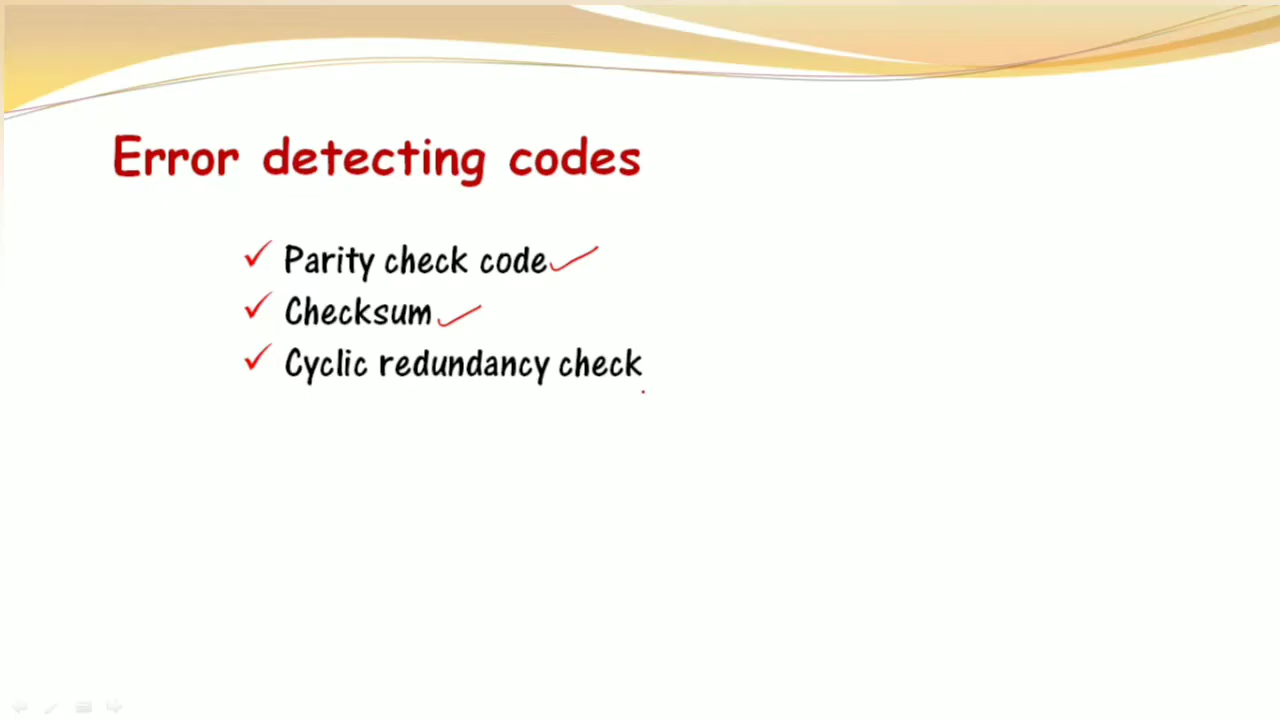 Error detecting codes
✓ Parity check code
✓ Checksum
✓ Cyclic redundancy check